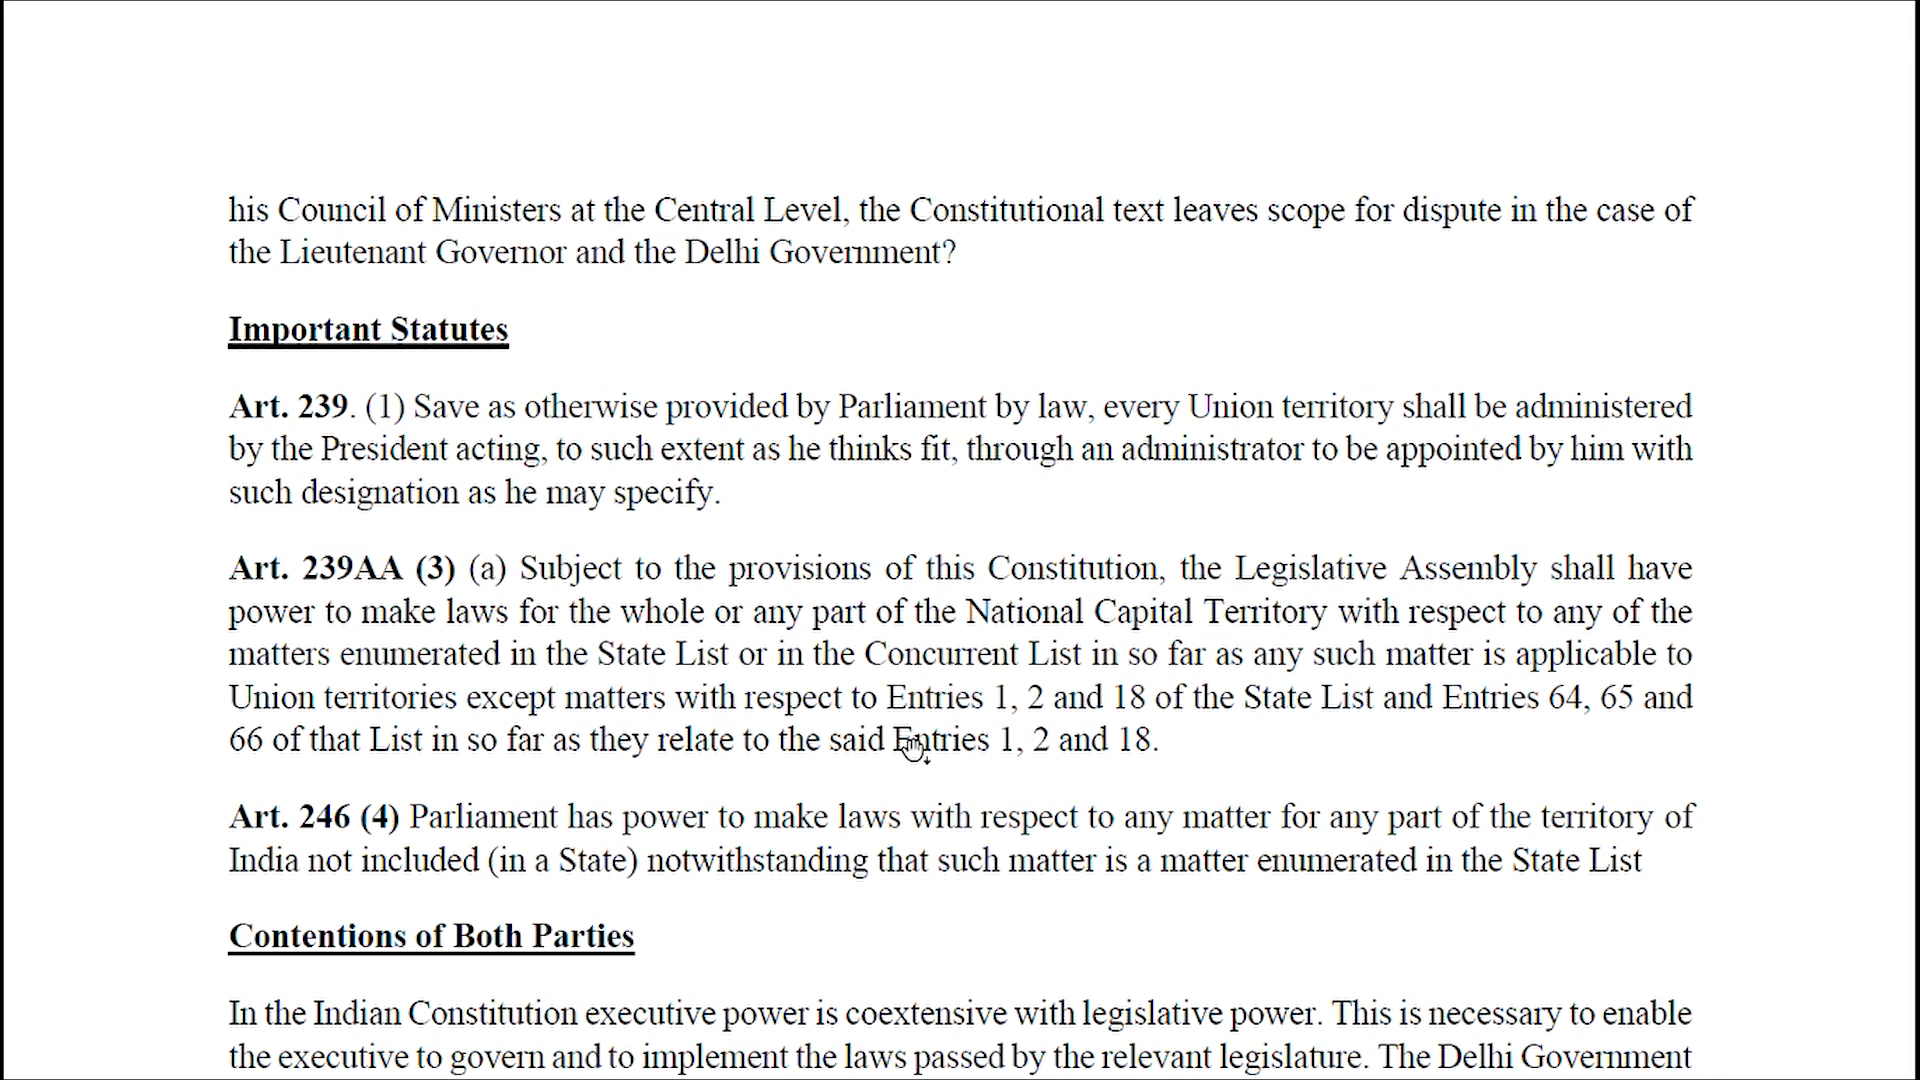 his Council of Ministers at the Central Level, the Constitutional text leaves scope for dispute in the case of
the Lieutenant Governor and the Delhi Government?
Important Statutes
Art. 239. (1) Save as otherwise provided by Parliament by law, every Union territory shall be administered
by the President acting, to such extent as he thinks fit, through an administrator to be appointed by him with
such designation as he may specify.
Art. 239AA (3) (a) Subject to the provisions of this Constitution, the Legislative Assembly shall have
power to make laws for the whole or any part of the National Capital Territory with respect to any of the
matters enumerated in the State List or in the Concurrent List in so far as any such matter is applicable to
Union territories except matters with respect to Entries 1, 2 and 18 of the State List and Entries 64, 65 and
66 of that List in so far as they relate to the said Entries 1, 2 and 18.
Art. 246 (4) Parliament has power to make laws with respect to any matter for any part of the territory of
India not included (in a State) notwithstanding that such matter is a matter enumerated in the State List
Contentions of Both Parties
In the Indian Constitution executive power is coextensive with legislative power. This is necessary to enable
the executive to govern and to implement the laws passed by the relevant legislature. The Delhi Government